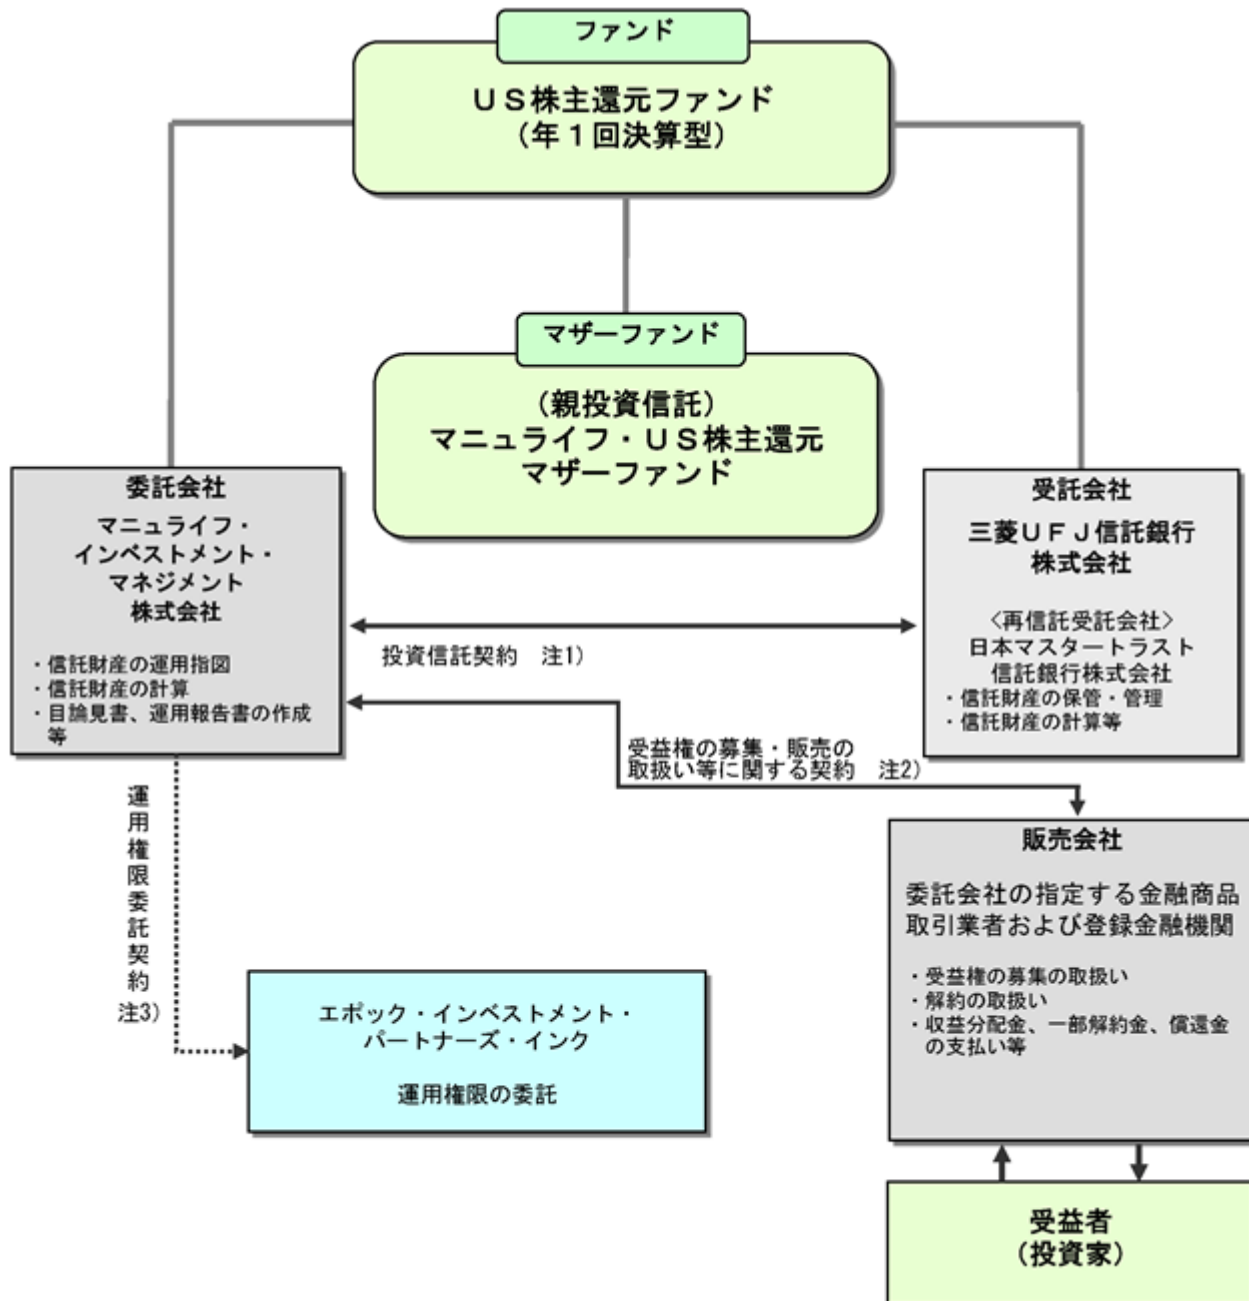 ファンド
ＵＳ株主還元ファンド
（年１回決算型）
マザーファンド
（親投資信託）
マニュライフ・ＵＳ株主還元
マザーファンド
委託会社
マニュライフ・
インベストメント・
マネジメント
株式会社
・信託財産の運用指図
・信託財産の計算
・目論見書、運用報告書の作成
等
受託会社
三菱ＵＦＪ信託銀行
株式会社
〈再信託受託会社〉
日本マスタートラスト
信託銀行株式会社
・信託財産の保管・管理
・信託財産の計算等
投資信託契約　注1）
受益権の募集・販売の
取扱い等に関する契約　注2）
運用権限委託契約
注3）
販売会社
委託会社の指定する金融商品
取引業者および登録金融機関
・受益権の募集の取扱い
・解約の取扱い
・収益分配金、一部解約金、償還金
の支払い等
エポック・インベストメント・
パートナーズ・インク
運用権限の委託
受益者
（投資家）